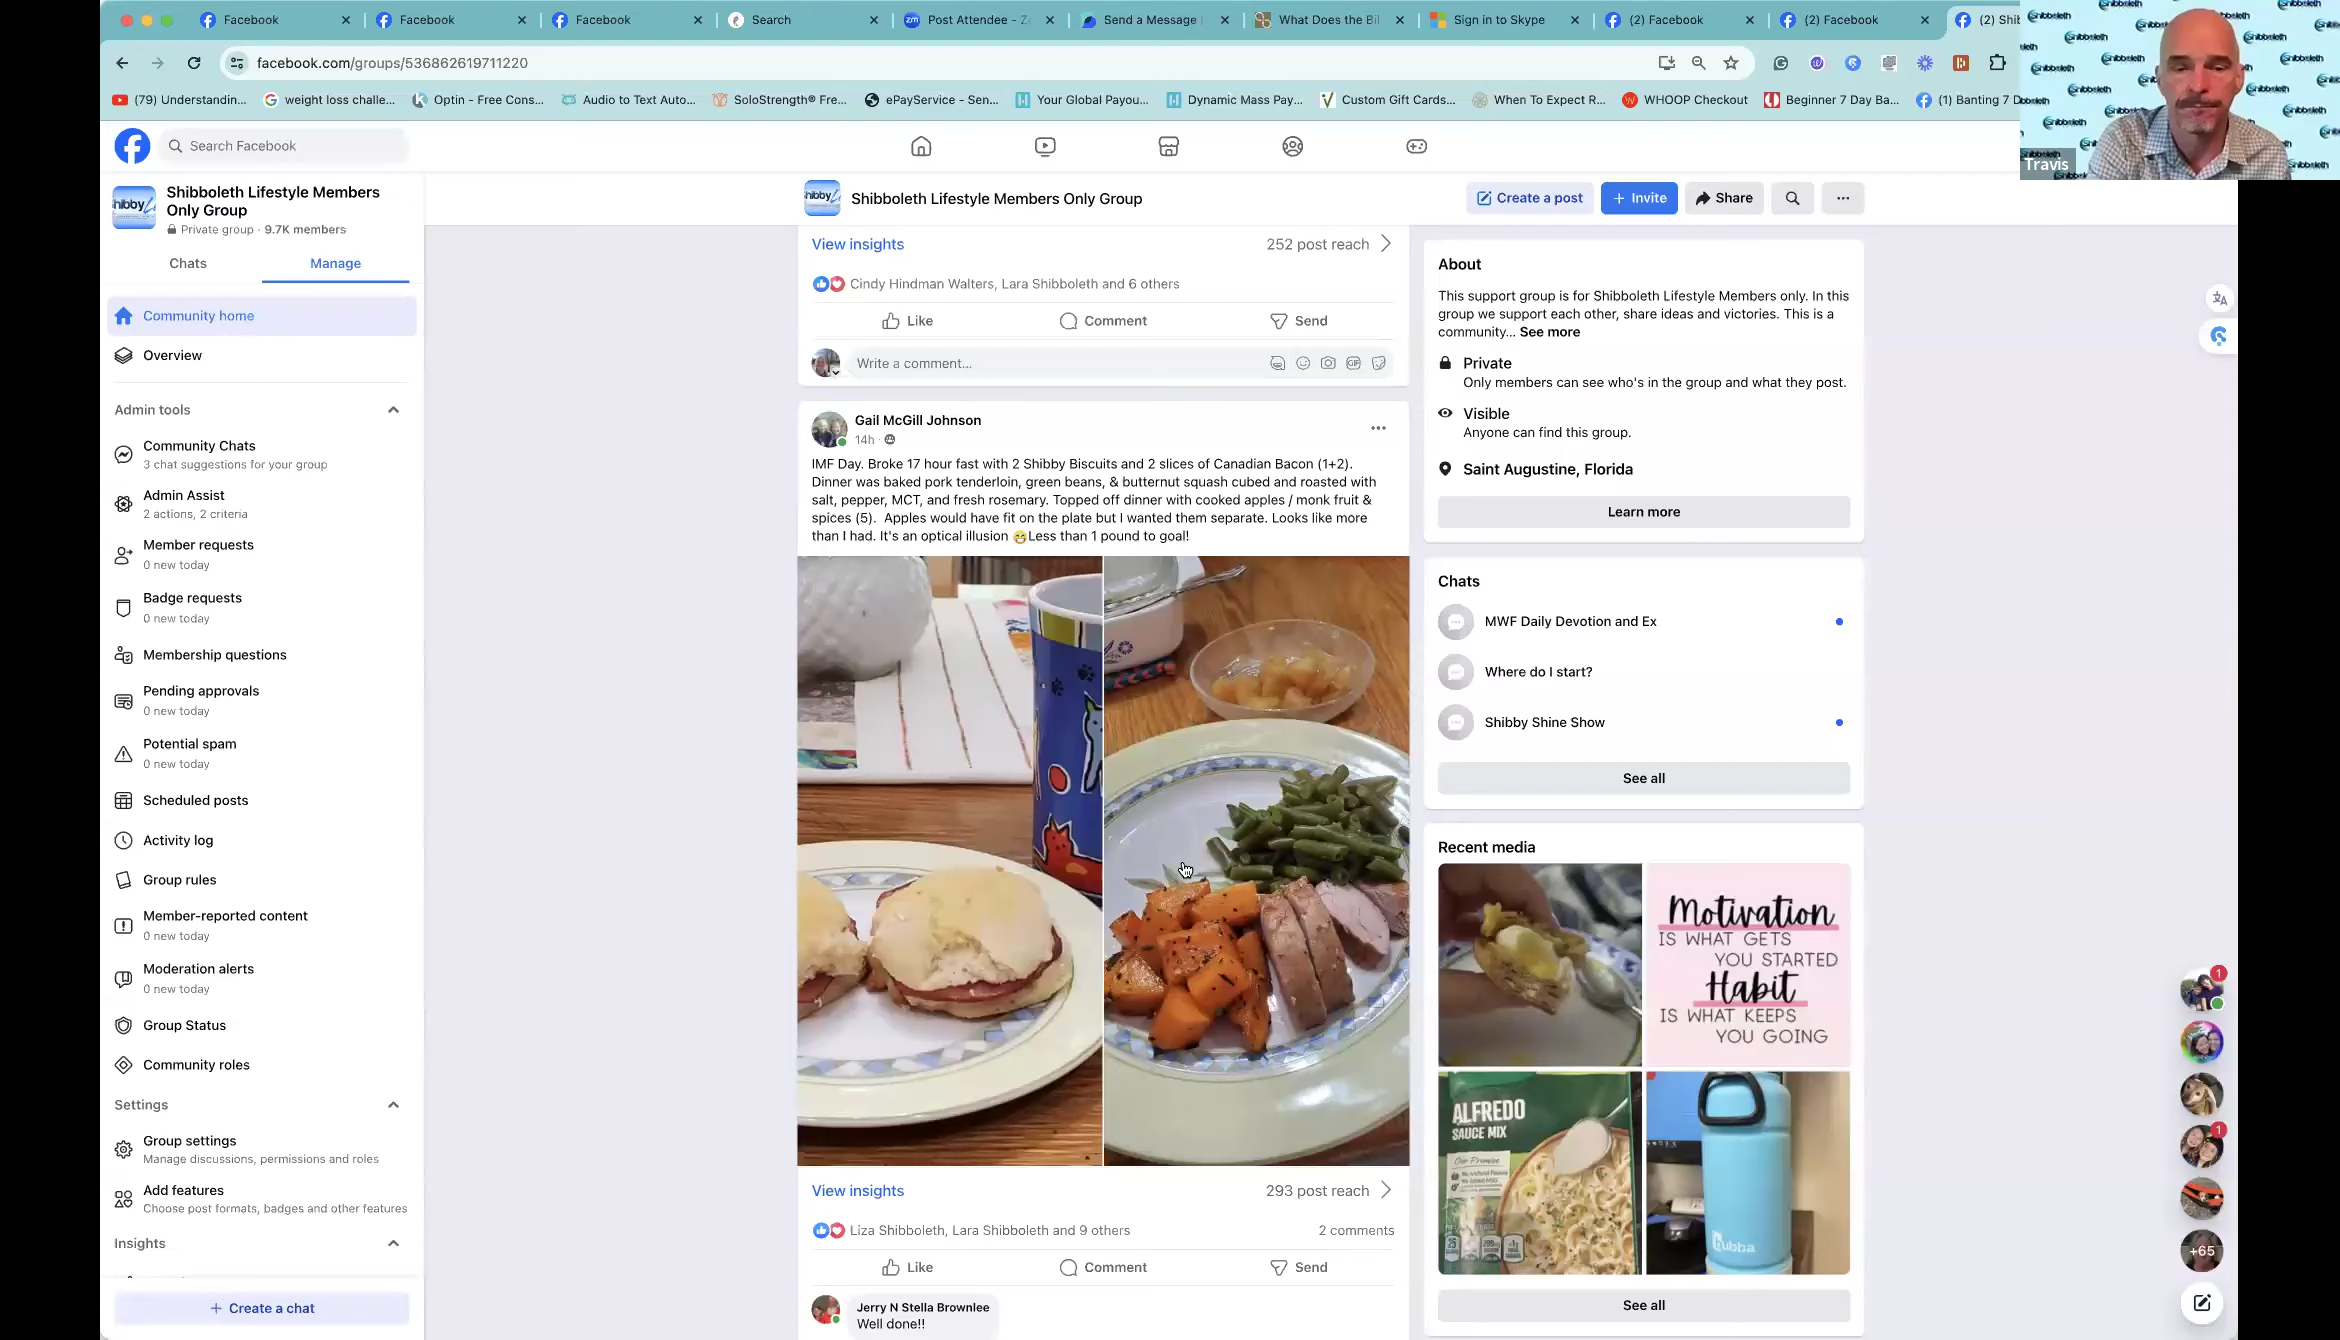 Facebook
Facebook
Facebook
Search
Post Attendee - Z
Send a Message
What Does the Bil
Sign in to Skype
(2) Facebook
(2) Facebook
(2) Shi
facebook.com/groups/536862619711220
(79) Understandin...
weight loss challe...
Optin - Free Cons...
Audio to Text Auto...
SoloStrength® Fre...
ePayService - Sen...
Your Global Payou...
Dynamic Mass Pay...
Custom Gift Cards...
When To Expect R...
WHOOP Checkout
Beginner 7 Day Ba...
(1) Banting 7 D
Travis
Search Facebook
Shibboleth Lifestyle Members
Only Group
Private group · 9.7K members
Chats
Manage
Community home
Overview
Admin tools
Community Chats
3 chat suggestions for your group
Admin Assist
2 actions, 2 criteria
Member requests
0 new today
Badge requests
0 new today
Membership questions
Pending approvals
0 new today
Potential spam
0 new today
Scheduled posts
Activity log
Group rules
Member-reported content
0 new today
Moderation alerts
0 new today
Group Status
Community roles
Settings
Group settings
Manage discussions, permissions and roles
Add features
Choose post formats, badges and other features
Insights
+ Create a chat
Shibboleth Lifestyle Members Only Group
Create a post
+ Invite
Share
View insights
252 post reach
Cindy Hindman Walters, Lara Shibboleth and 6 others
Like
Comment
Send
Write a comment...
Gail McGill Johnson
14h ·
IMF Day. Broke 17 hour fast with 2 Shibby Biscuits and 2 slices of Canadian Bacon (1+2).
Dinner was baked pork tenderloin, green beans, & butternut squash cubed and roasted with
salt, pepper, MCT, and fresh rosemary. Topped off dinner with cooked apples / monk fruit &
spices (5).  Apples would have fit on the plate but I wanted them separate. Looks like more
than I had. It's an optical illusion 😁Less than 1 pound to goal!
View insights
293 post reach
Liza Shibboleth, Lara Shibboleth and 9 others
2 comments
Like
Comment
Send
Jerry N Stella Brownlee
Well done!!
About
This support group is for Shibboleth Lifestyle Members only. In this
group we support each other, share ideas and victories. This is a
community... See more
Private
Only members can see who's in the group and what they post.
Visible
Anyone can find this group.
Saint Augustine, Florida
Learn more
Chats
MWF Daily Devotion and Ex
Where do I start?
Shibby Shine Show
See all
Recent media
Motivation
IS WHAT GETS
YOU STARTED
Habit
IS WHAT KEEPS
YOU GOING
ALFREDO
SAUCE MIX
Our Promise
bubba
See all
1
1
+65